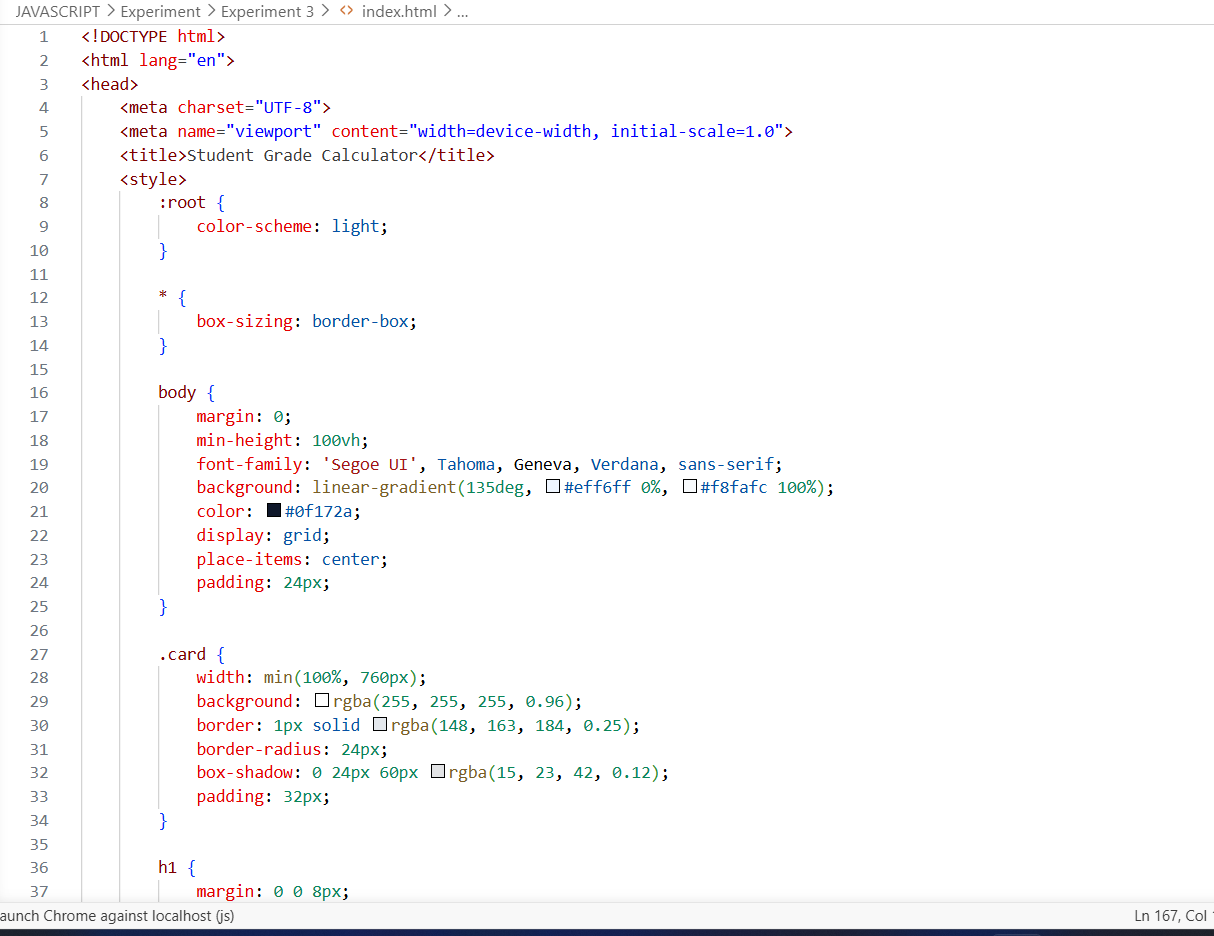 JAVASCRIPT > Experiment > Experiment 3 > <> index.html > ...
1 <!DOCTYPE html>
2 <html lang="en">
3 <head>
4     <meta charset="UTF-8">
5     <meta name="viewport" content="width=device-width, initial-scale=1.0">
6     <title>Student Grade Calculator</title>
7     <style>
8         :root {
9             color-scheme: light;
10         }
11
12         * {
13             box-sizing: border-box;
14         }
15
16         body {
17             margin: 0;
18             min-height: 100vh;
19             font-family: 'Segoe UI', Tahoma, Geneva, Verdana, sans-serif;
20             background: linear-gradient(135deg, #eff6ff 0%, #f8fafc 100%);
21             color: #0f172a;
22             display: grid;
23             place-items: center;
24             padding: 24px;
25         }
26
27         .card {
28             width: min(100%, 760px);
29             background: rgba(255, 255, 255, 0.96);
30             border: 1px solid rgba(148, 163, 184, 0.25);
31             border-radius: 24px;
32             box-shadow: 0 24px 60px rgba(15, 23, 42, 0.12);
33             padding: 32px;
34         }
35
36         h1 {
37             margin: 0 0 8px;
aunch Chrome against localhost (js) Ln 167, Col